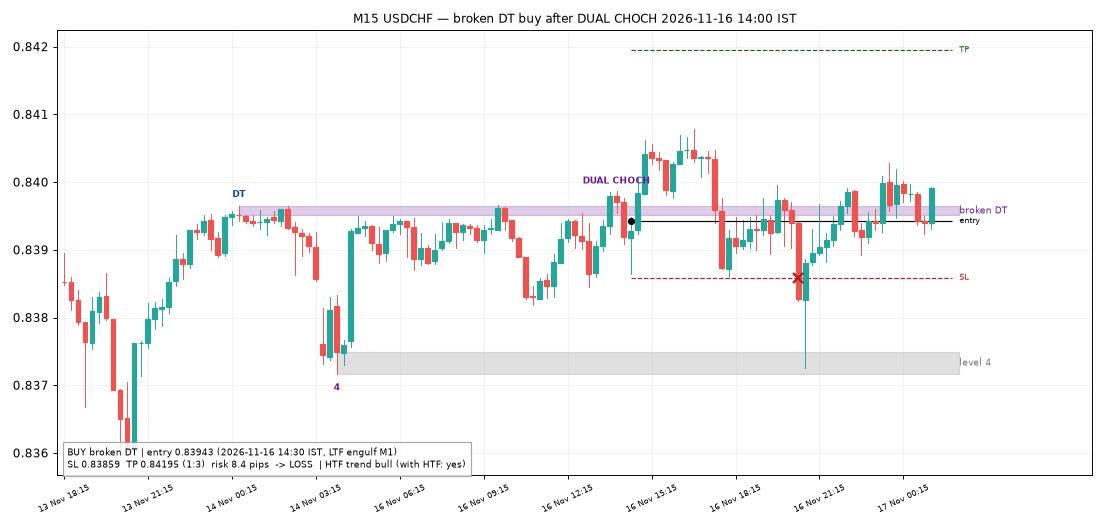 M15 USDCHF — broken DT buy after DUAL CHOCH 2026-11-16 14:00 IST
0.842
0.841
0.840
0.839
0.838
0.837
0.836
TP
DUAL CHOCH
DT
broken DT
entry
SL
level 4
4
BUY broken DT | entry 0.83943 (2026-11-16 14:30 IST, LTF engulf M1)
SL 0.83859  TP 0.84195 (1:3)  risk 8.4 pips  -> LOSS  | HTF trend bull (with HTF: yes)
13 Nov 18:15
13 Nov 21:15
14 Nov 00:15
14 Nov 03:15
16 Nov 06:15
16 Nov 09:15
16 Nov 12:15
16 Nov 15:15
16 Nov 18:15
16 Nov 21:15
17 Nov 00:15